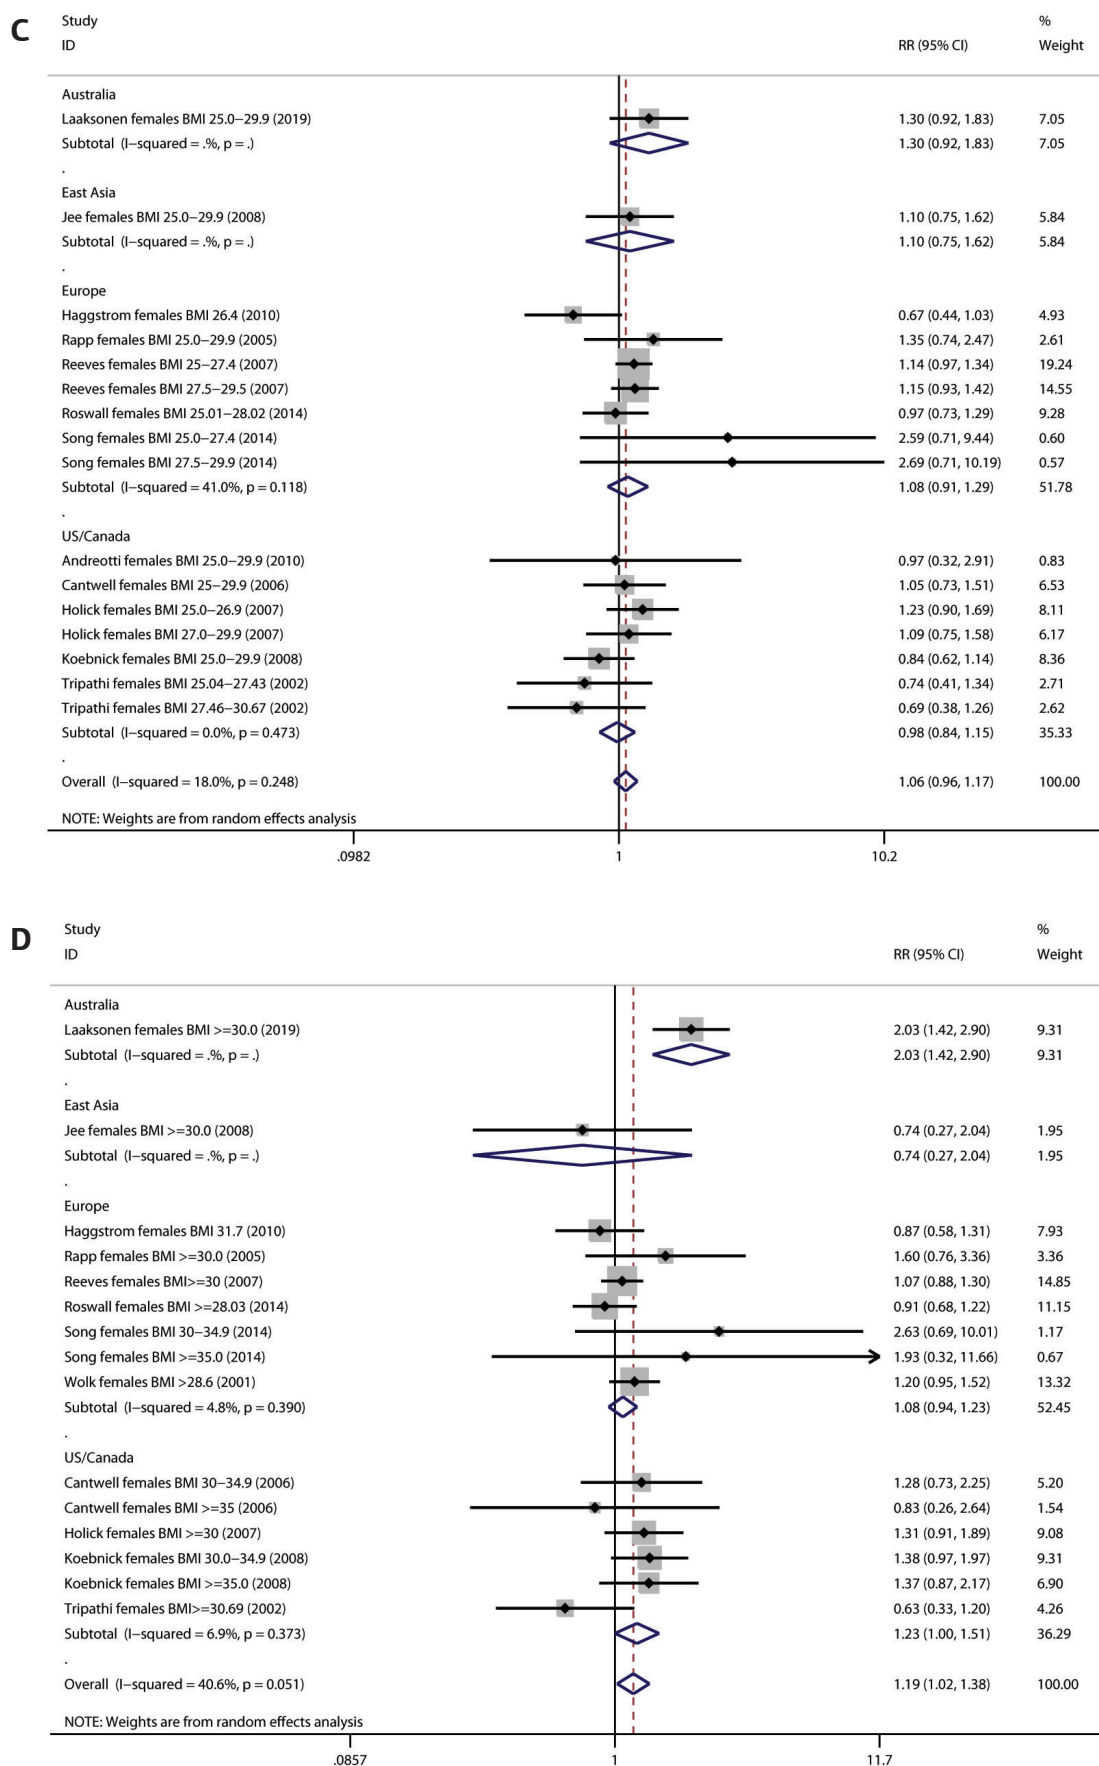 C
Study %
ID RR (95% CI) Weight
Australia
Laaksonen females BMI 25.0−29.9 (2019) 1.30 (0.92, 1.83) 7.05
Subtotal (I−squared = .%, p = .) 1.30 (0.92, 1.83) 7.05
.
East Asia
Jee females BMI 25.0−29.9 (2008) 1.10 (0.75, 1.62) 5.84
Subtotal (I−squared = .%, p = .) 1.10 (0.75, 1.62) 5.84
.
Europe
Haggstrom females BMI 26.4 (2010) 0.67 (0.44, 1.03) 4.93
Rapp females BMI 25.0−29.9 (2005) 1.35 (0.74, 2.47) 2.61
Reeves females BMI 25−27.4 (2007) 1.14 (0.97, 1.34) 19.24
Reeves females BMI 27.5−29.5 (2007) 1.15 (0.93, 1.42) 14.55
Roswall females BMI 25.01−28.02 (2014) 0.97 (0.73, 1.29) 9.28
Song females BMI 25.0−27.4 (2014) 2.59 (0.71, 9.44) 0.60
Song females BMI 27.5−29.9 (2014) 2.69 (0.71, 10.19) 0.57
Subtotal (I−squared = 41.0%, p = 0.118) 1.08 (0.91, 1.29) 51.78
.
US/Canada
Andreotti females BMI 25.0−29.9 (2010) 0.97 (0.32, 2.91) 0.83
Cantwell females BMI 25−29.9 (2006) 1.05 (0.73, 1.51) 6.53
Holick females BMI 25.0−26.9 (2007) 1.23 (0.90, 1.69) 8.11
Holick females BMI 27.0−29.9 (2007) 1.09 (0.75, 1.58) 6.17
Koebnick females BMI 25.0−29.9 (2008) 0.84 (0.62, 1.14) 8.36
Tripathi females BMI 25.04−27.43 (2002) 0.74 (0.41, 1.34) 2.71
Tripathi females BMI 27.46−30.67 (2002) 0.69 (0.38, 1.26) 2.62
Subtotal (I−squared = 0.0%, p = 0.473) 0.98 (0.84, 1.15) 35.33
.
Overall (I−squared = 18.0%, p = 0.248) 1.06 (0.96, 1.17) 100.00
NOTE: Weights are from random effects analysis
.0982 1 10.2
D
Study %
ID RR (95% CI) Weight
Australia
Laaksonen females BMI >=30.0 (2019) 2.03 (1.42, 2.90) 9.31
Subtotal (I−squared = .%, p = .) 2.03 (1.42, 2.90) 9.31
.
East Asia
Jee females BMI >=30.0 (2008) 0.74 (0.27, 2.04) 1.95
Subtotal (I−squared = .%, p = .) 0.74 (0.27, 2.04) 1.95
.
Europe
Haggstrom females BMI 31.7 (2010) 0.87 (0.58, 1.31) 7.93
Rapp females BMI >=30.0 (2005) 1.60 (0.76, 3.36) 3.36
Reeves females BMI>=30 (2007) 1.07 (0.88, 1.30) 14.85
Roswall females BMI >=28.03 (2014) 0.91 (0.68, 1.22) 11.15
Song females BMI 30−34.9 (2014) 2.63 (0.69, 10.01) 1.17
Song females BMI >=35.0 (2014) 1.93 (0.32, 11.66) 0.67
Wolk females BMI >28.6 (2001) 1.20 (0.95, 1.52) 13.32
Subtotal (I−squared = 4.8%, p = 0.390) 1.08 (0.94, 1.23) 52.45
.
US/Canada
Cantwell females BMI 30−34.9 (2006) 1.28 (0.73, 2.25) 5.20
Cantwell females BMI >=35 (2006) 0.83 (0.26, 2.64) 1.54
Holick females BMI >=30 (2007) 1.31 (0.91, 1.89) 9.08
Koebnick females BMI 30.0−34.9 (2008) 1.38 (0.97, 1.97) 9.31
Koebnick females BMI >=35.0 (2008) 1.37 (0.87, 2.17) 6.90
Tripathi females BMI>=30.69 (2002) 0.63 (0.33, 1.20) 4.26
Subtotal (I−squared = 6.9%, p = 0.373) 1.23 (1.00, 1.51) 36.29
.
Overall (I−squared = 40.6%, p = 0.051) 1.19 (1.02, 1.38) 100.00
NOTE: Weights are from random effects analysis
.0857 1 11.7